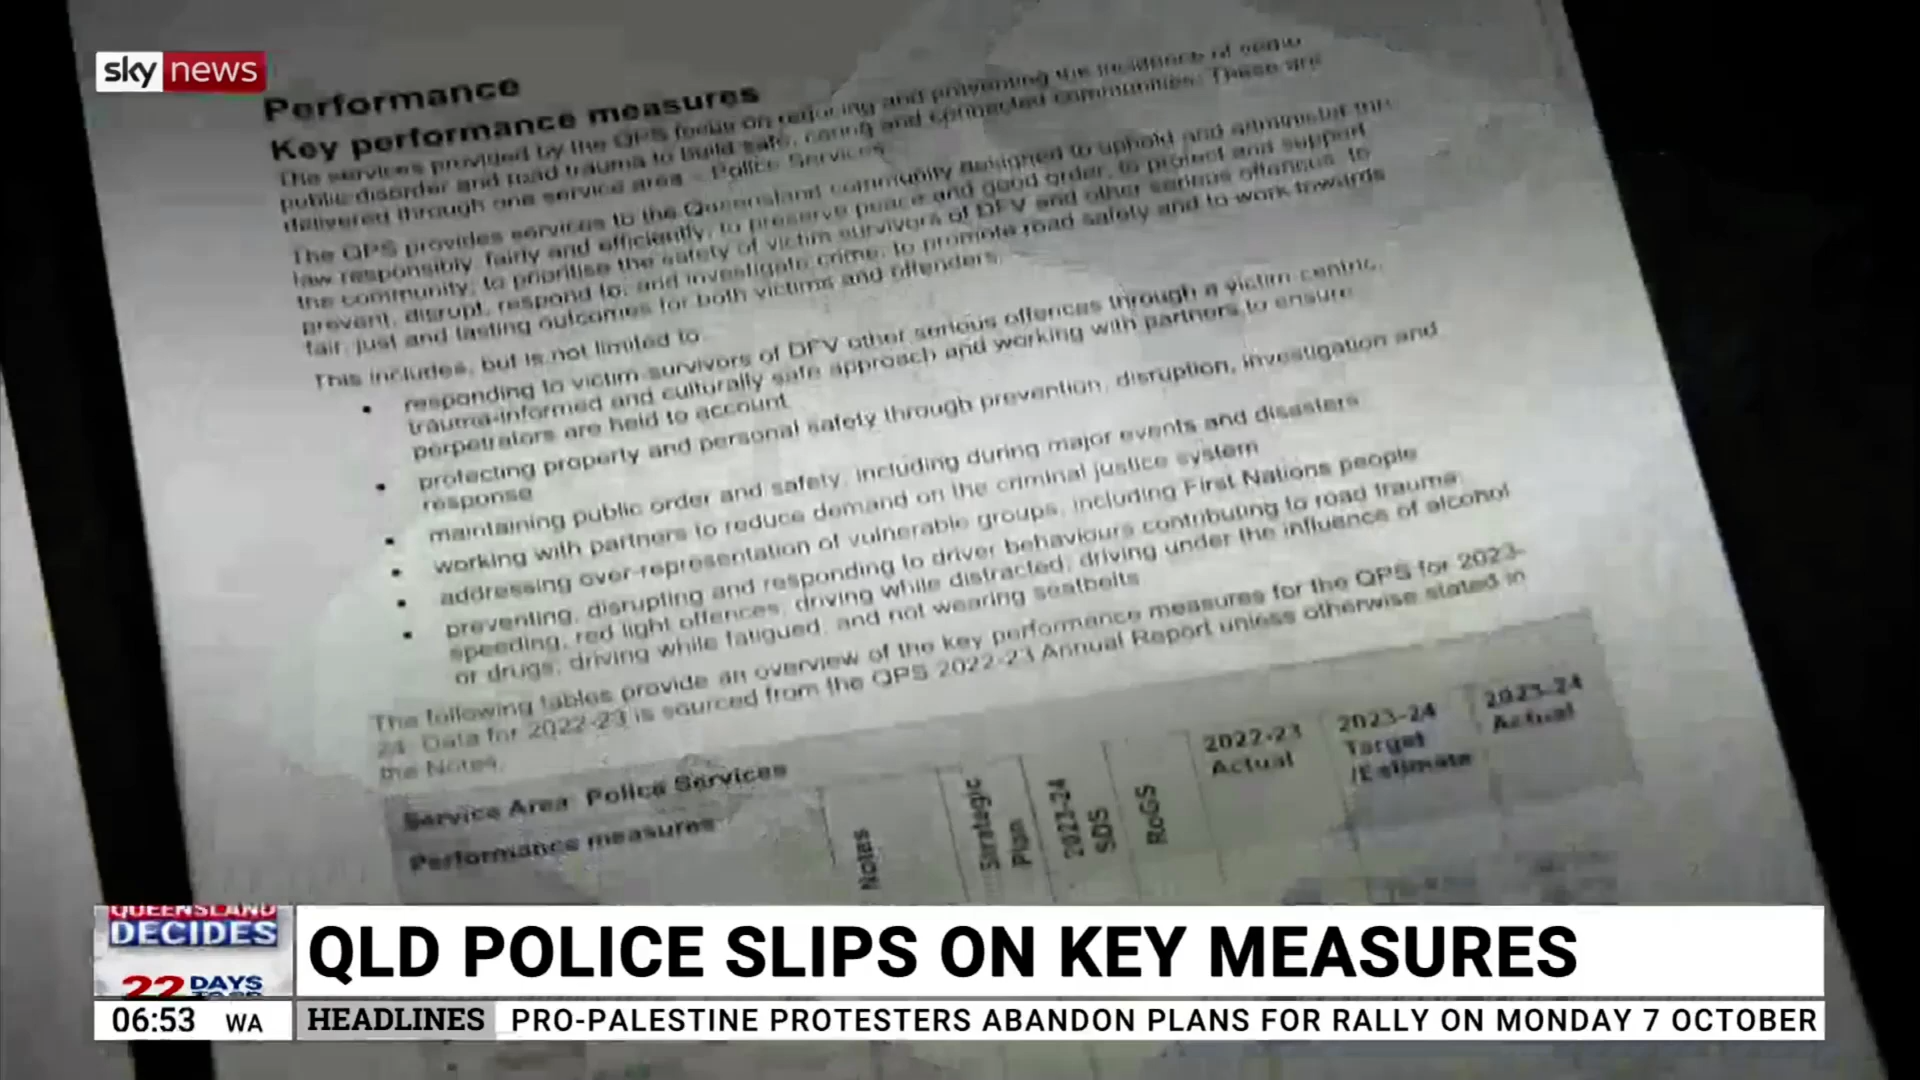 sky news
Performance
Key performance measures
The services provided by the QPS focus on reducing and preventing the incidence of
public disorder and road trauma to build safe, caring and connected communities. These are
delivered through one service area - Police Services.
The QPS provides services to the Queensland community designed to uphold and administer the
law responsibly, fairly and efficiently, to preserve peace and good order, to protect and support
the community, to prioritise the safety of victim survivors of DFV and other serious offences, to
prevent, disrupt, respond to, and investigate crime, to promote road safety and to work towards
fair, just and lasting outcomes for both victims and offenders.
This includes, but is not limited to:
• responding to victim-survivors of DFV other serious offences through a victim centric,
trauma-informed and culturally safe approach and working with partners to ensure
perpetrators are held to account
• protecting property and personal safety through prevention, disruption, investigation and
response
• maintaining public order and safety, including during major events and disasters
• working with partners to reduce demand on the criminal justice system
• addressing over-representation of vulnerable groups, including First Nations people
• preventing, disrupting and responding to driver behaviours contributing to road trauma:
speeding, red light offences, driving while distracted, driving under the influence of alcohol
or drugs, driving while fatigued, and not wearing seatbelts
The following tables provide an overview of the key performance measures for the QPS for 2023-
24. Data for 2022-23 is sourced from the QPS 2022-23 Annual Report unless otherwise stated in
the Notes.
Service Area: Police Services
Performance measures
Notes
Strategic Plan
2023-24 SDS
RoGS
2022-23 Actual
2023-24 Target /Estimate
2023-24 Actual
QUEENSLAND
DECIDES
22 DAYS
TO GO
QLD POLICE SLIPS ON KEY MEASURES
06:53 WA
HEADLINES PRO-PALESTINE PROTESTERS ABANDON PLANS FOR RALLY ON MONDAY 7 OCTOBER